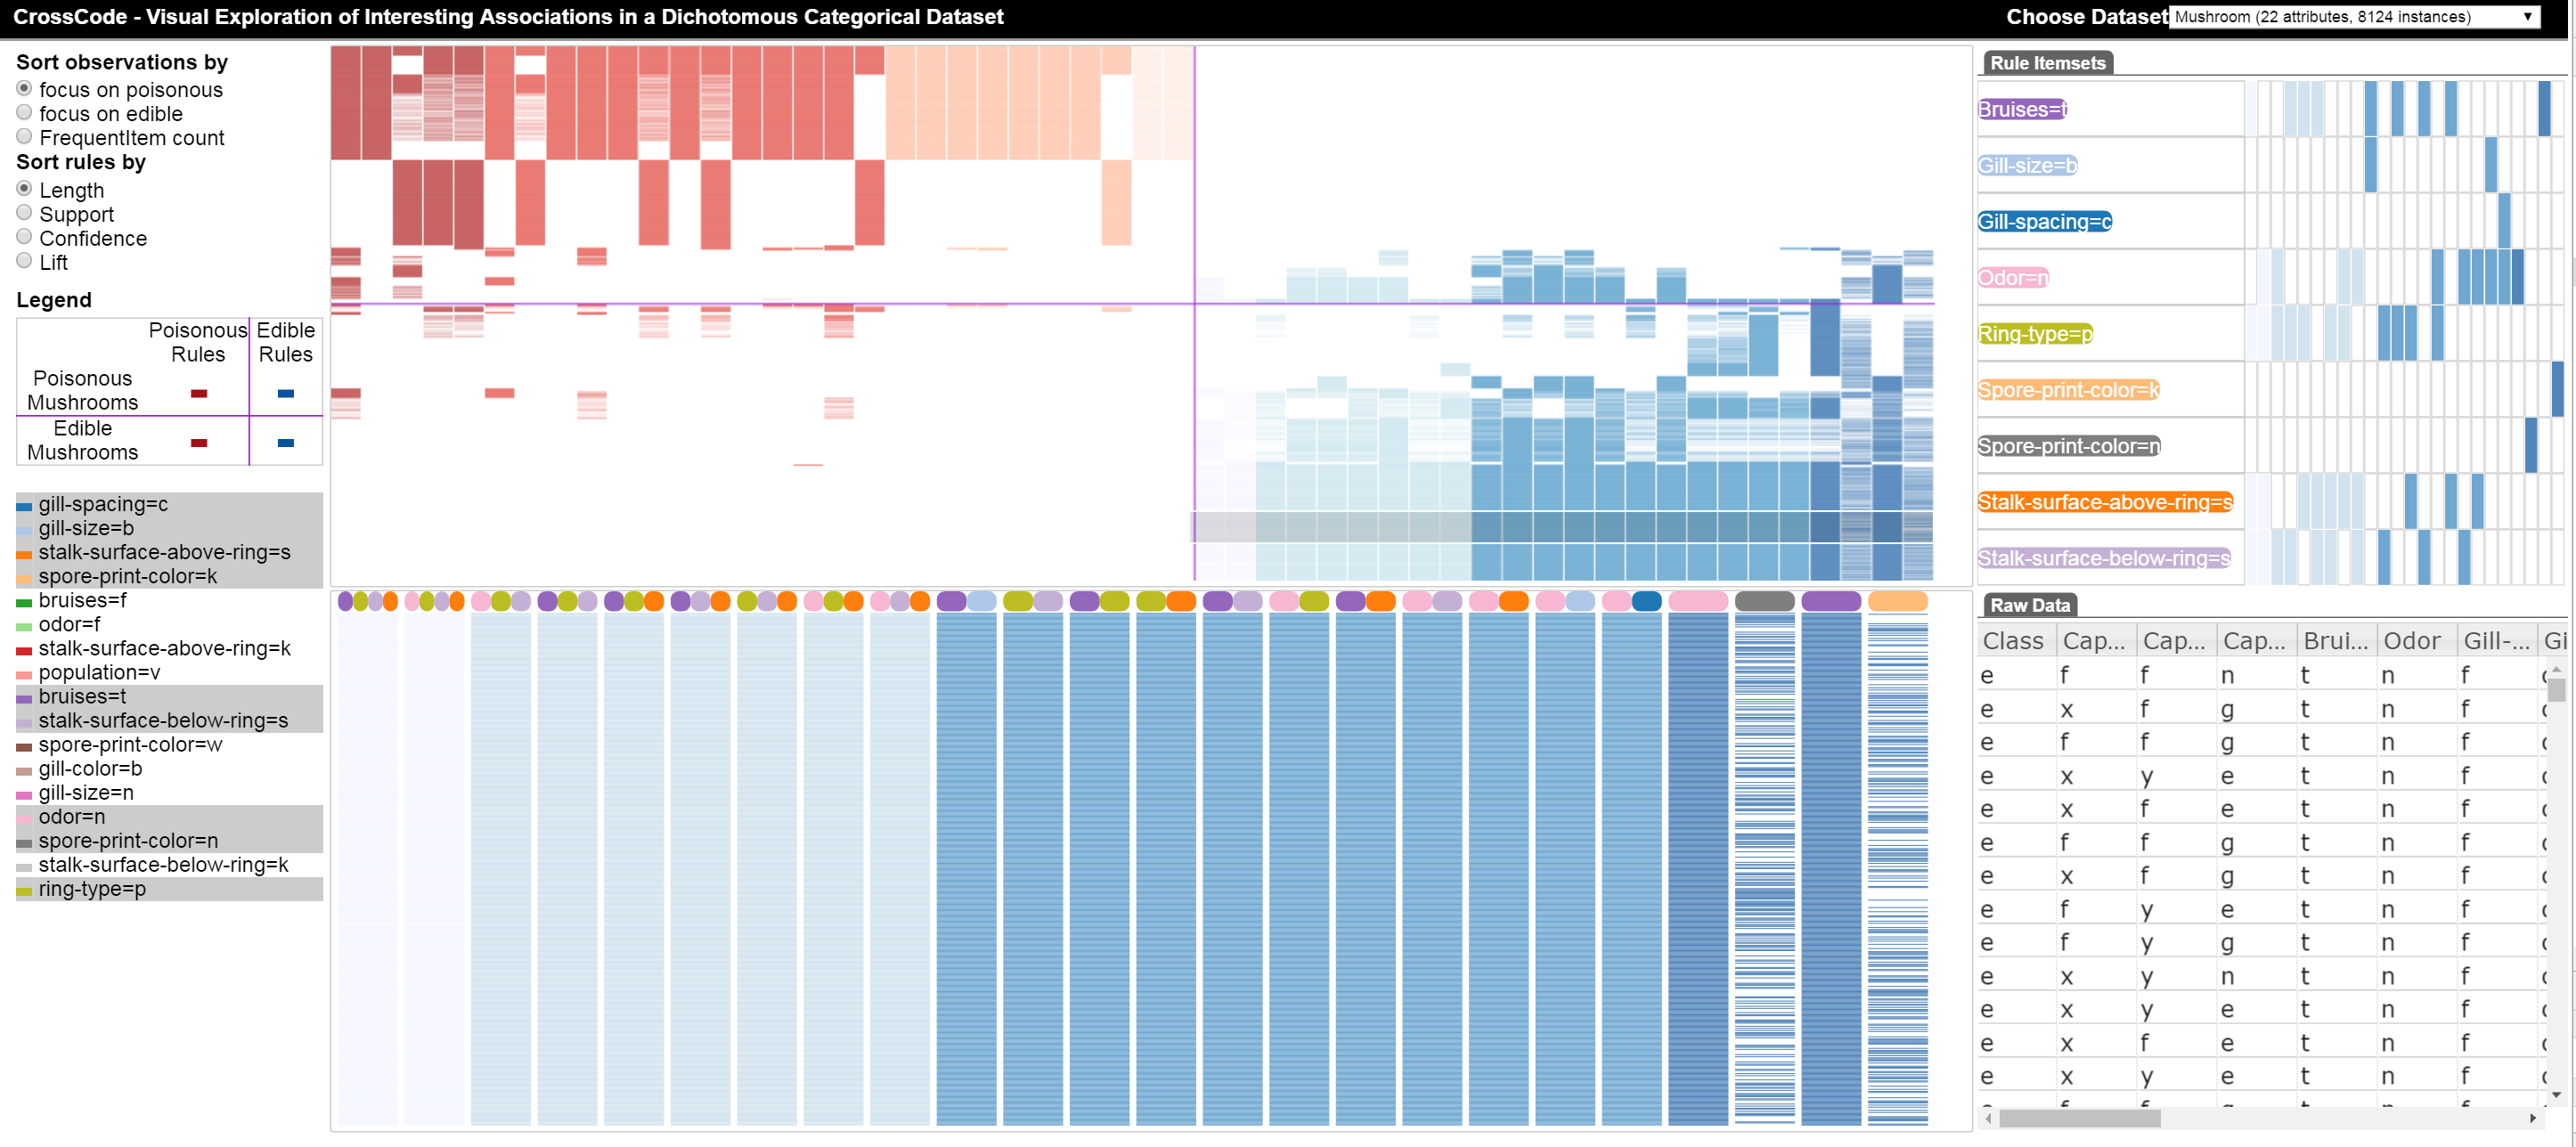 CrossCode - Visual Exploration of Interesting Associations in a Dichotomous Categorical Dataset
Choose Dataset Mushroom (22 attributes, 8124 instances)
Sort observations by
focus on poisonous
focus on edible
FrequentItem count
Sort rules by
Length
Support
Confidence
Lift
Legend
Poisonous Rules
Edible Rules
Poisonous Mushrooms
Edible Mushrooms
gill-spacing=c
gill-size=b
stalk-surface-above-ring=s
spore-print-color=k
bruises=f
odor=f
stalk-surface-above-ring=k
population=v
bruises=t
stalk-surface-below-ring=s
spore-print-color=w
gill-color=b
gill-size=n
odor=n
spore-print-color=n
stalk-surface-below-ring=k
ring-type=p
Rule Itemsets
Bruises=t
Gill-size=b
Gill-spacing=c
Odor=n
Ring-type=p
Spore-print-color=k
Spore-print-color=n
Stalk-surface-above-ring=s
Stalk-surface-below-ring=s
Raw Data
Class Cap... Cap... Cap... Brui... Odor Gill-... Gi
e f f n t n f
e x f g t n f
e f f g t n f
e x y e t n f
e x f e t n f
e f f g t n f
e x f g t n f
e f y e t n f
e f y g t n f
e x y n t n f
e x y e t n f
e x f e t n f
e x y e t n f